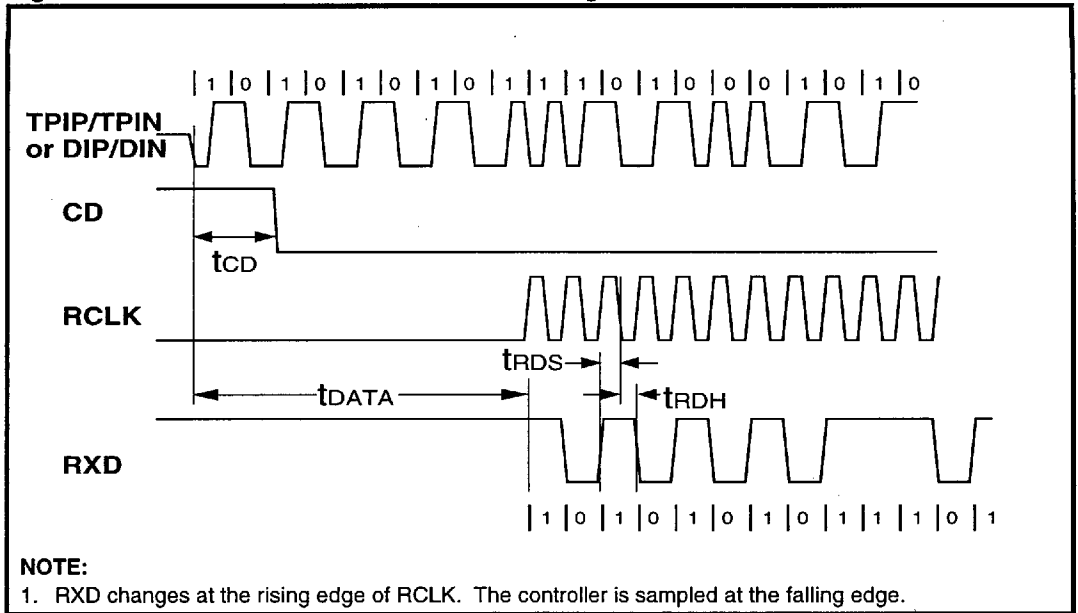 | 1 | 0 | 1 | 0 | 1 | 0 | 1 | 0 | 1 | 1 | 1 | 0 | 1 | 0 | 0 | 0 | 1 | 0 | 1 | 0
TPIP/TPIN
or DIP/DIN
CD
tCD
RCLK
tRDS
tDATA
tRDH
RXD
| 1 | 0 | 1 | 0 | 1 | 0 | 1 | 0 | 1 | 1 | 1 | 0 | 1
NOTE:
1. RXD changes at the rising edge of RCLK. The controller is sampled at the falling edge.